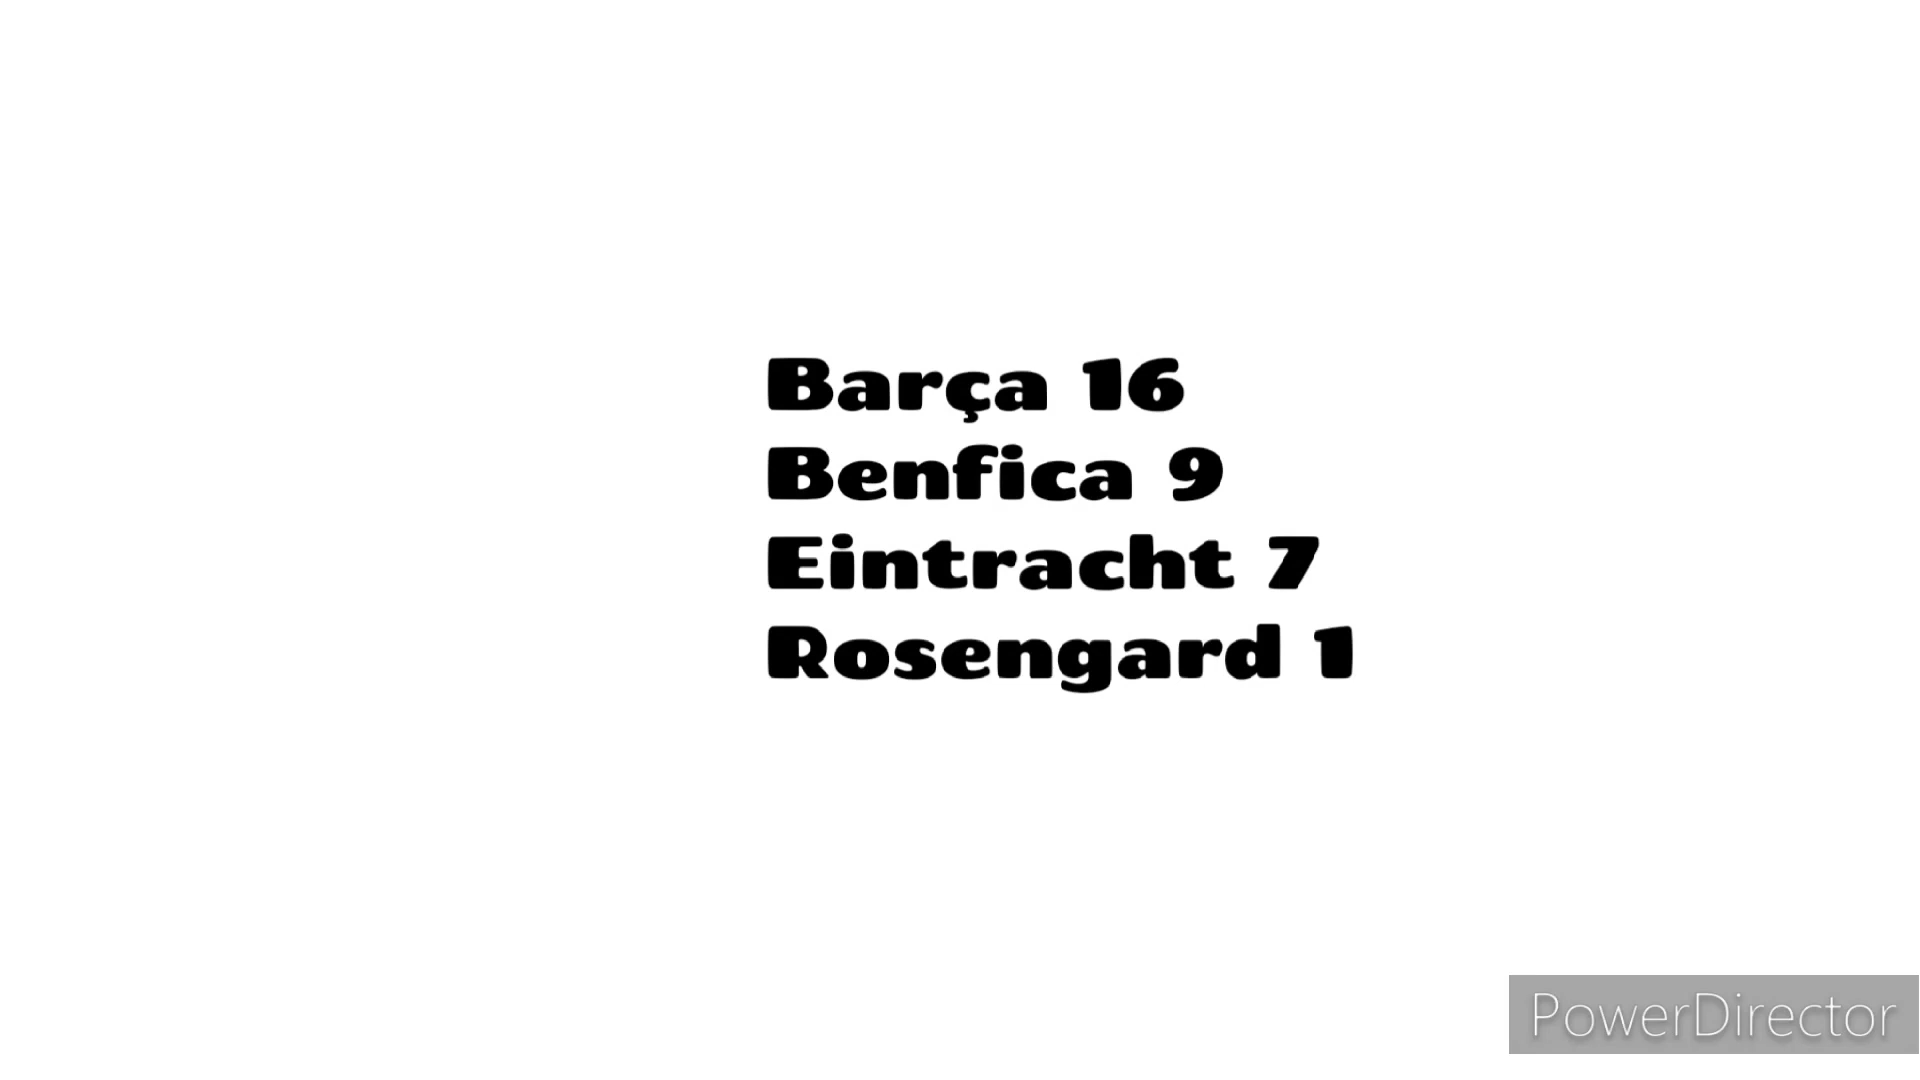 Barça 16
Benfica 9
Eintracht 7
Rosengard 1
PowerDirector